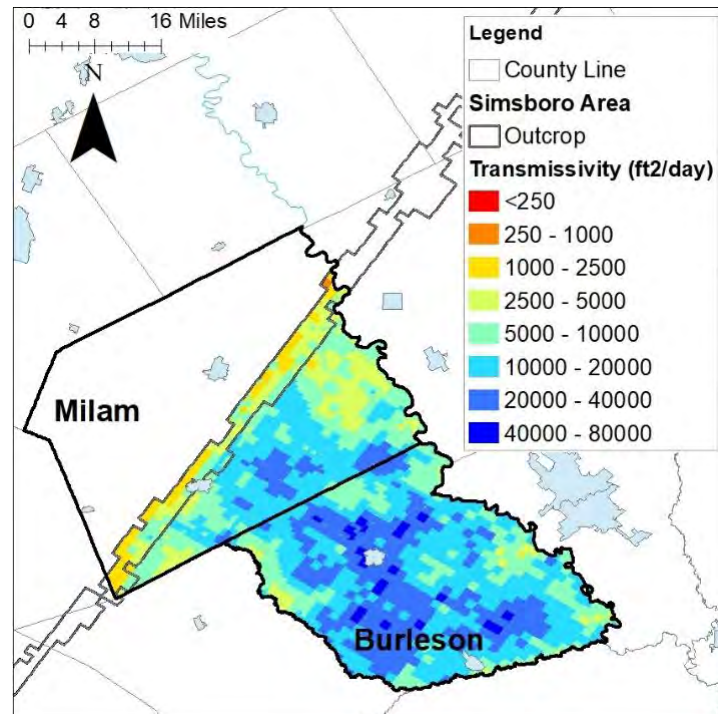 0 4 8 16 Miles
N
Legend
County Line
Simsboro Area
Outcrop
Transmissivity (ft2/day)
<250
250 - 1000
1000 - 2500
2500 - 5000
5000 - 10000
10000 - 20000
20000 - 40000
40000 - 80000
Milam
Burleson